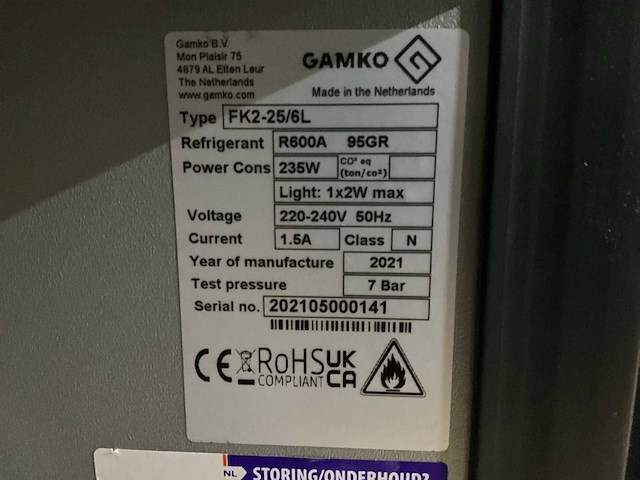 Gamko B.V.
Mon Plaisir 75
4879 AL Etten Leur
The Netherlands
www.gamko.com
GAMKO
Made in the Netherlands
Type FK2-25/6L
Refrigerant R600A 95GR
Power Cons 235W CO² eq (ton/co²)
Light: 1x2W max
Voltage 220-240V 50Hz
Current 1.5A Class N
Year of manufacture 2021
Test pressure 7 Bar
Serial no. 202105000141
CE RoHS COMPLIANT UK CA
NL STORING/ONDERHOUD?